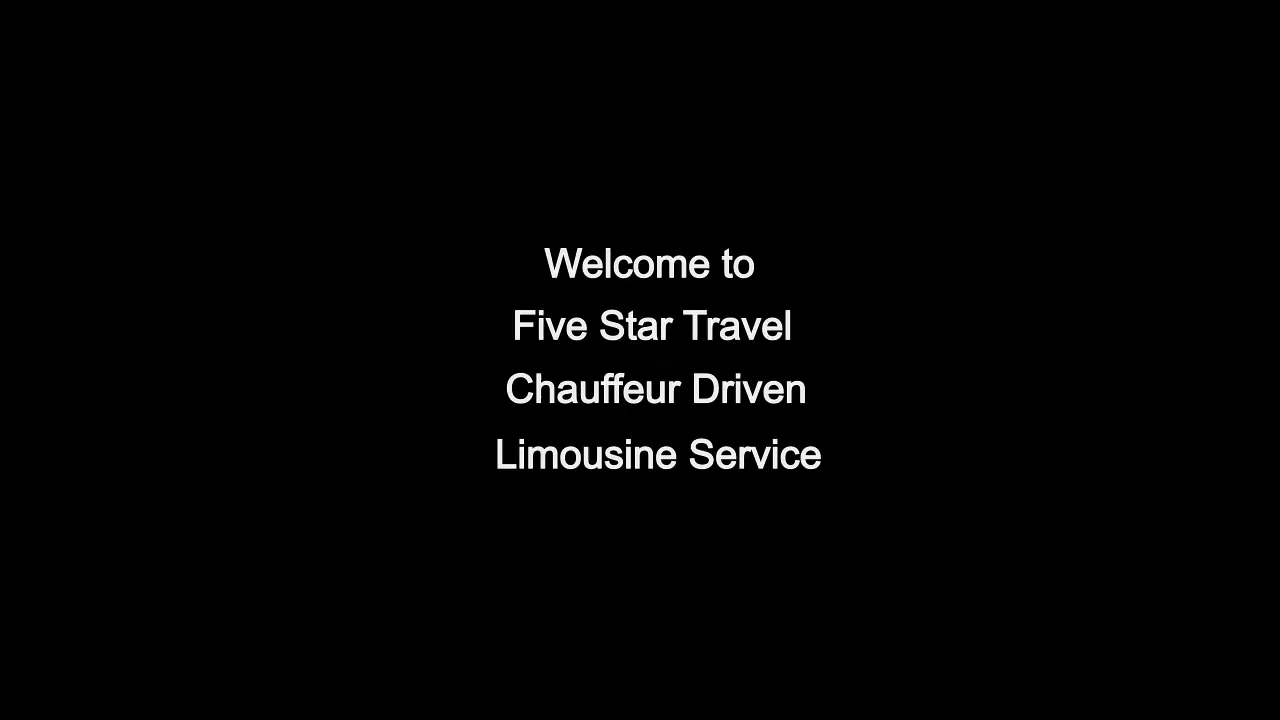 Welcome to
Five Star Travel
Chauffeur Driven
Limousine Service